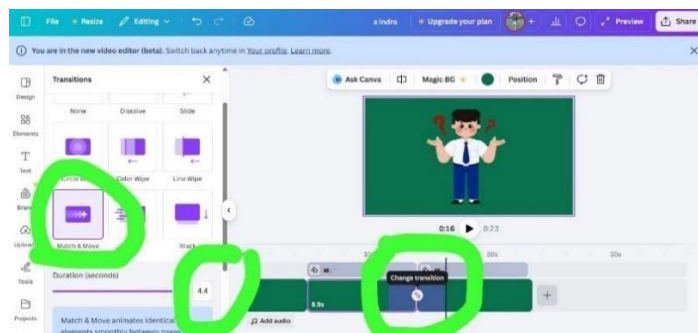 File Resize Editing
a indra Upgrade your plan Preview Share
You are in the new video editor (beta). Switch back anytime in Your profile. Learn more.
Design
Elements
Text
Tools
Projects
Transitions
None Dissolve Slide
Color Wipe Line Wipe
Match & Move Stack
Duration (seconds)
4.4
Match & Move animates identical
elements smoothly between pages
Ask Canva Magic BG Position
0:16 0:23
20s 30s
Change transition
8.9s
Add audio